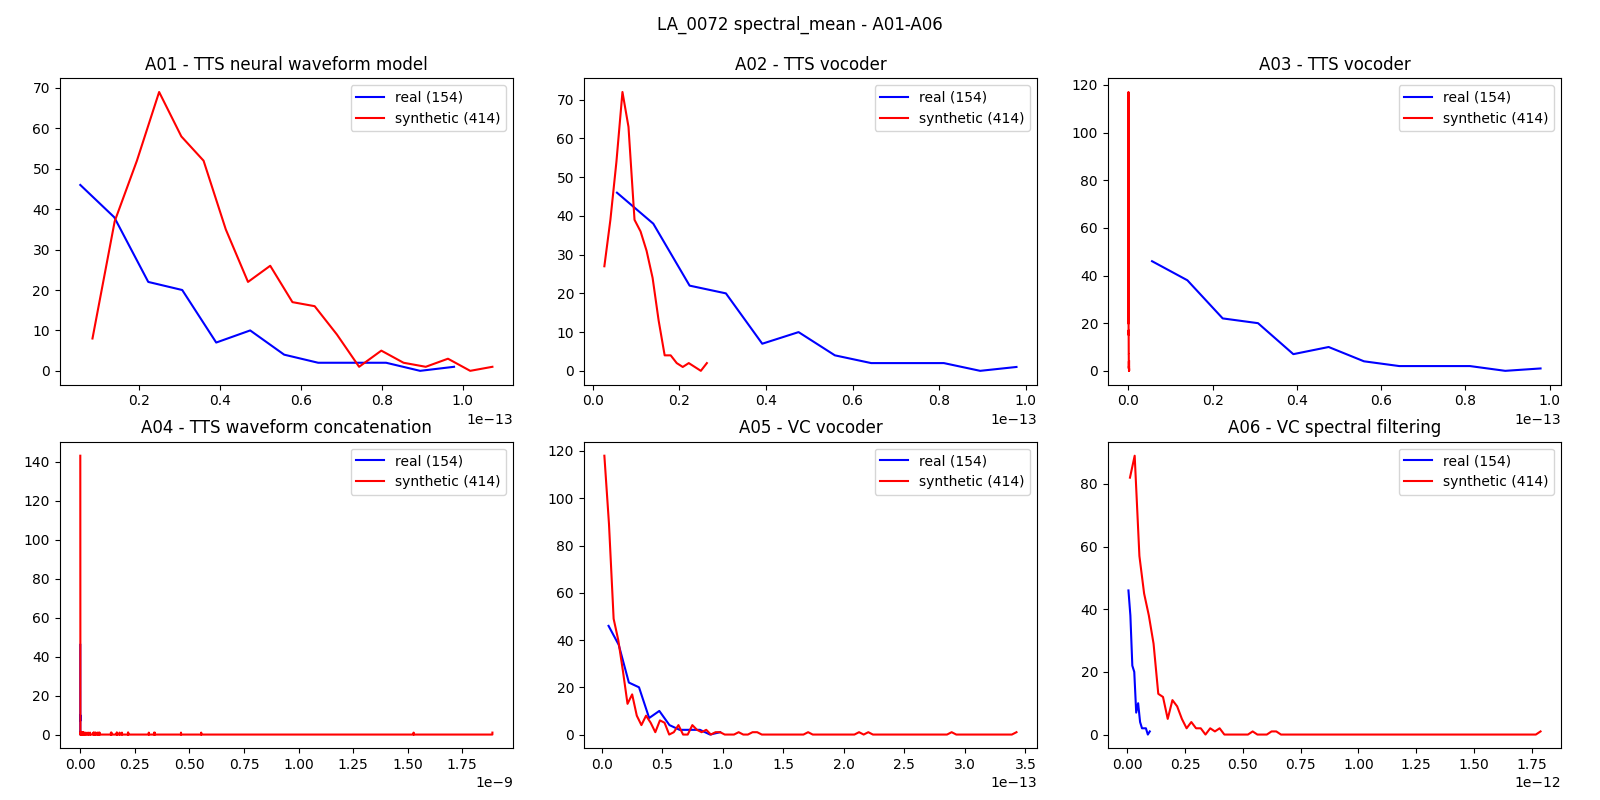 LA_0072 spectral_mean - A01-A06
A01 - TTS neural waveform model
70
60
50
40
30
20
10
0
real (154)
synthetic (414)
0.2 0.4 0.6 0.8 1.0
1e−13
A02 - TTS vocoder
70
60
50
40
30
20
10
0
real (154)
synthetic (414)
0.0 0.2 0.4 0.6 0.8 1.0
1e−13
A03 - TTS vocoder
120
100
80
60
40
20
0
real (154)
synthetic (414)
0.0 0.2 0.4 0.6 0.8 1.0
1e−13
A04 - TTS waveform concatenation
140
120
100
80
60
40
20
0
real (154)
synthetic (414)
0.00 0.25 0.50 0.75 1.00 1.25 1.50 1.75
1e−9
A05 - VC vocoder
120
100
80
60
40
20
0
real (154)
synthetic (414)
0.0 0.5 1.0 1.5 2.0 2.5 3.0 3.5
1e−13
A06 - VC spectral filtering
80
60
40
20
0
real (154)
synthetic (414)
0.00 0.25 0.50 0.75 1.00 1.25 1.50 1.75
1e−12